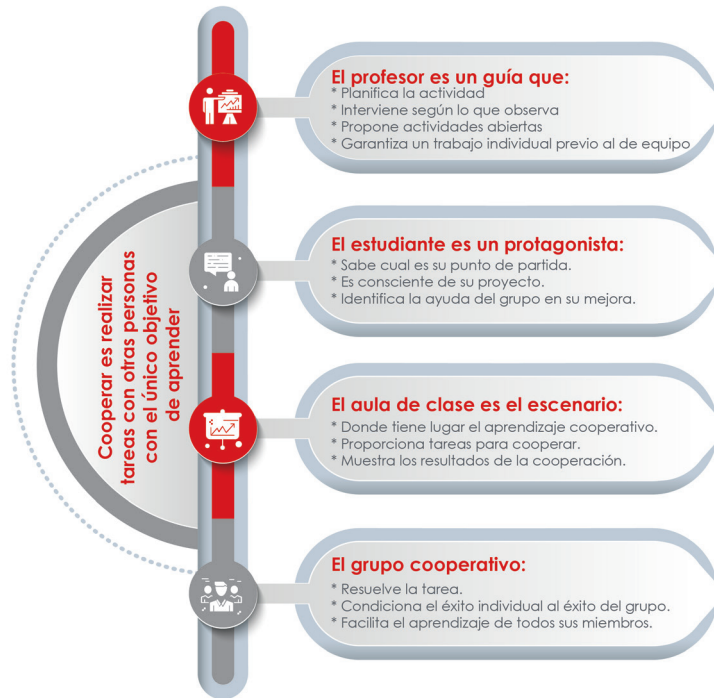 Cooperar es realizar
tareas con otras personas
con el único objetivo
de aprender
El profesor es un guía que:
* Planifica la actividad
* Interviene según lo que observa
* Propone actividades abiertas
* Garantiza un trabajo individual previo al de equipo
El estudiante es un protagonista:
* Sabe cual es su punto de partida.
* Es consciente de su proyecto.
* Identifica la ayuda del grupo en su mejora.
El aula de clase es el escenario:
* Donde tiene lugar el aprendizaje cooperativo.
* Proporciona tareas para cooperar.
* Muestra los resultados de la cooperación.
El grupo cooperativo:
* Resuelve la tarea.
* Condiciona el éxito individual al éxito del grupo.
* Facilita el aprendizaje de todos sus miembros.